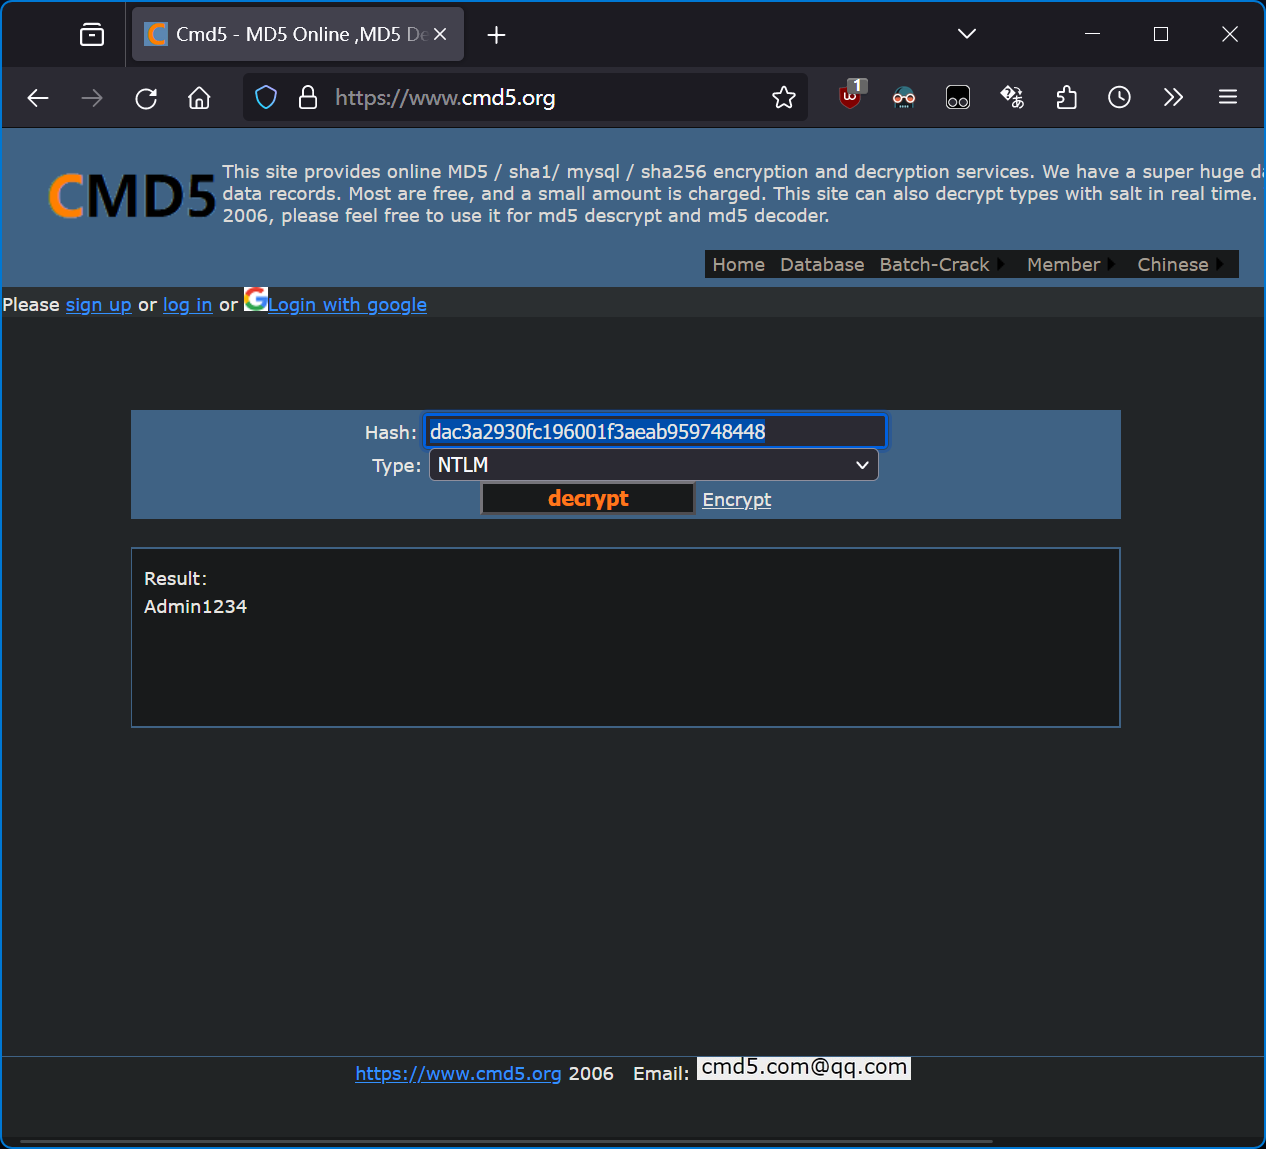 Cmd5 - MD5 Online ,MD5 De
1
https://www.cmd5.org
CMD5
This site provides online MD5 / sha1/ mysql / sha256 encryption and decryption services. We have a super huge da
data records. Most are free, and a small amount is charged. This site can also decrypt types with salt in real time.
2006, please feel free to use it for md5 descrypt and md5 decoder.
Home Database Batch-Crack Member Chinese
Please sign up or log in or Login with google
Hash: dac3a2930fc196001f3aeab959748448
Type: NTLM
decrypt Encrypt
Result:
Admin1234
https://www.cmd5.org 2006 Email: cmd5.com@qq.com